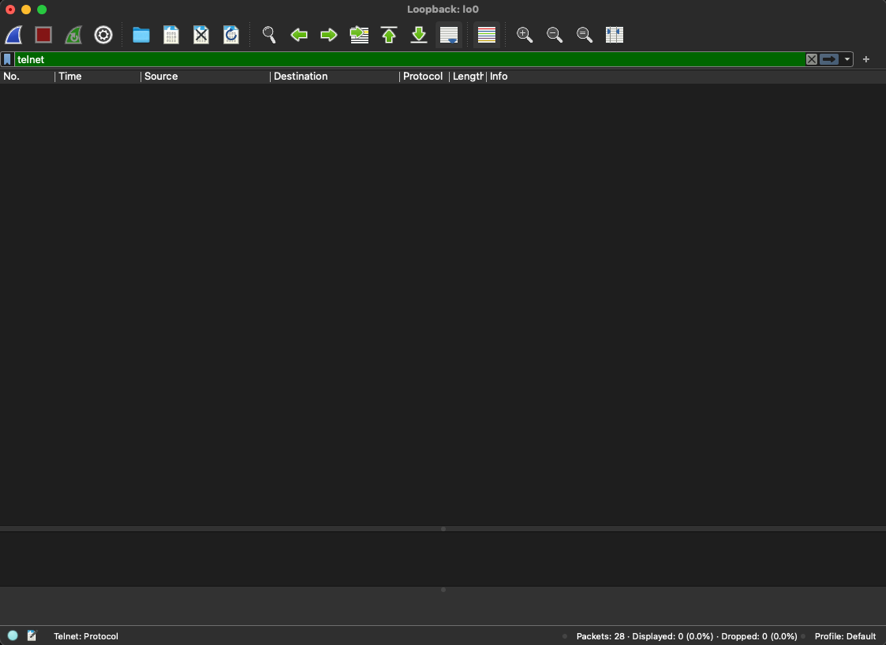 Loopback: lo0
telnet
No. Time Source Destination Protocol Length Info
Telnet: Protocol Packets: 28 · Displayed: 0 (0.0%) · Dropped: 0 (0.0%) Profile: Default